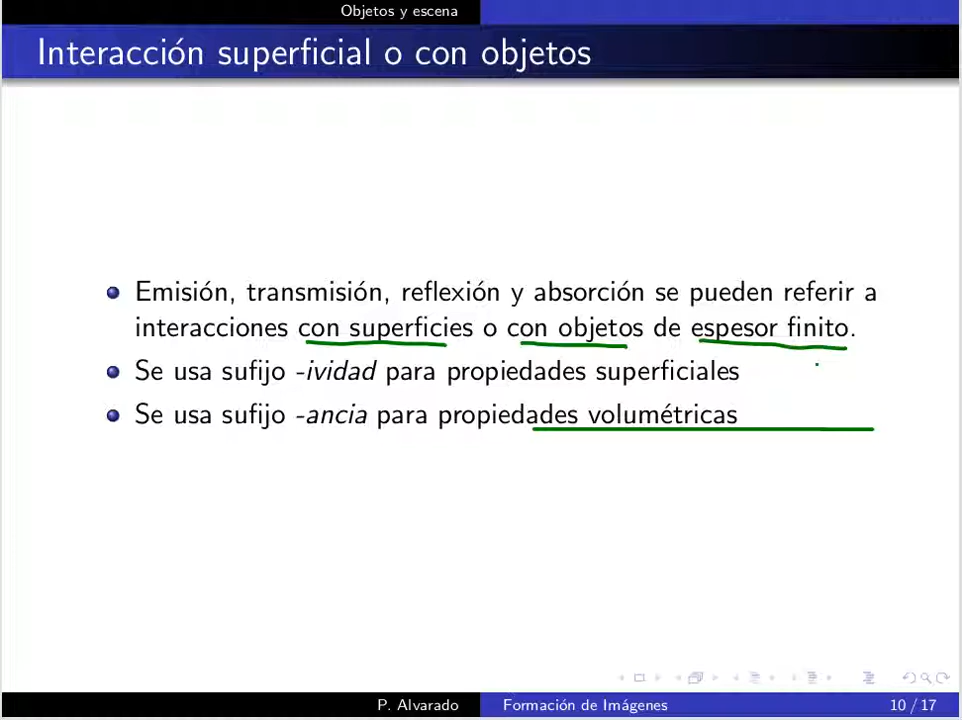 Objetos y escena
Interacción superficial o con objetos
Emisión, transmisión, reflexión y absorción se pueden referir a
interacciones con superficies o con objetos de espesor finito.
Se usa sufijo -ividad para propiedades superficiales
Se usa sufijo -ancia para propiedades volumétricas
P. Alvarado
Formación de Imágenes
10 / 17